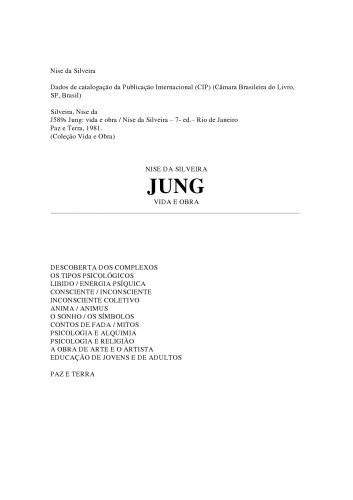 Nise da Silveira
Dados de catalogação da Publicação Internacional (CIP) (Câmara Brasileira do Livro,
SP, Brasil)
Silveira, Nise da
J589s Jung: vida e obra / Nise da Silveira – 7- ed.– Rio de Janeiro
Paz e Terra, 1981.
(Coleção Vida e Obra)
NISE DA SILVEIRA
JUNG
VIDA E OBRA
DESCOBERTA DOS COMPLEXOS
OS TIPOS PSICOLÓGICOS
LIBIDO / ENERGIA PSÍQUICA
CONSCIENTE / INCONSCIENTE
INCONSCIENTE COLETIVO
ANIMA / ANIMUS
O SONHO / OS SÍMBOLOS
CONTOS DE FADA / MITOS
PSICOLOGIA E ALQUIMIA
PSICOLOGIA E RELIGIÃO
A OBRA DE ARTE E O ARTISTA
EDUCAÇÃO DE JOVENS E DE ADULTOS
PAZ E TERRA